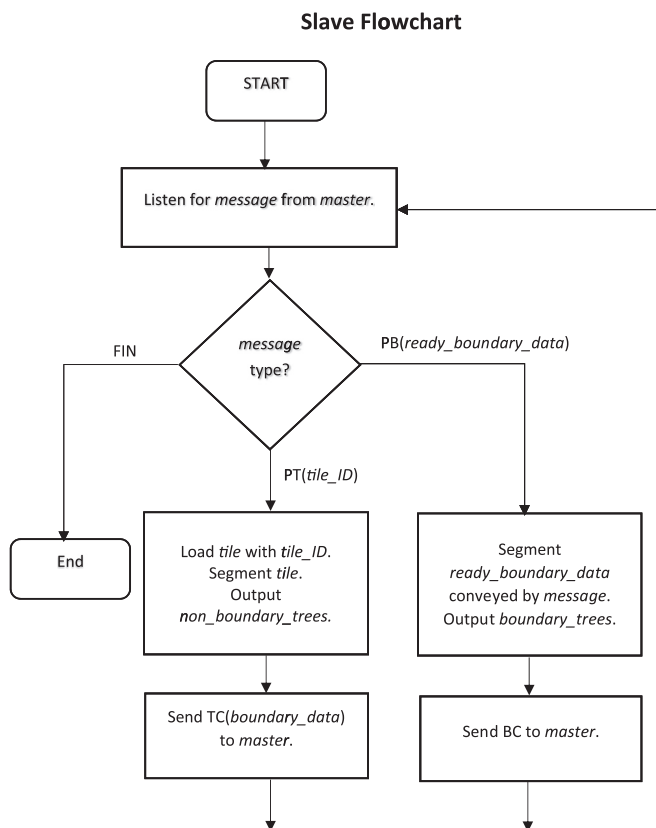 Slave Flowchart
START
Listen for message from master.
message
type?
FIN
PB(ready_boundary_data)
PT(tile_ID)
End
Load tile with tile_ID.
Segment tile.
Output
non_boundary_trees.
Segment
ready_boundary_data
conveyed by message.
Output boundary_trees.
Send TC(boundary_data)
to master.
Send BC to master.